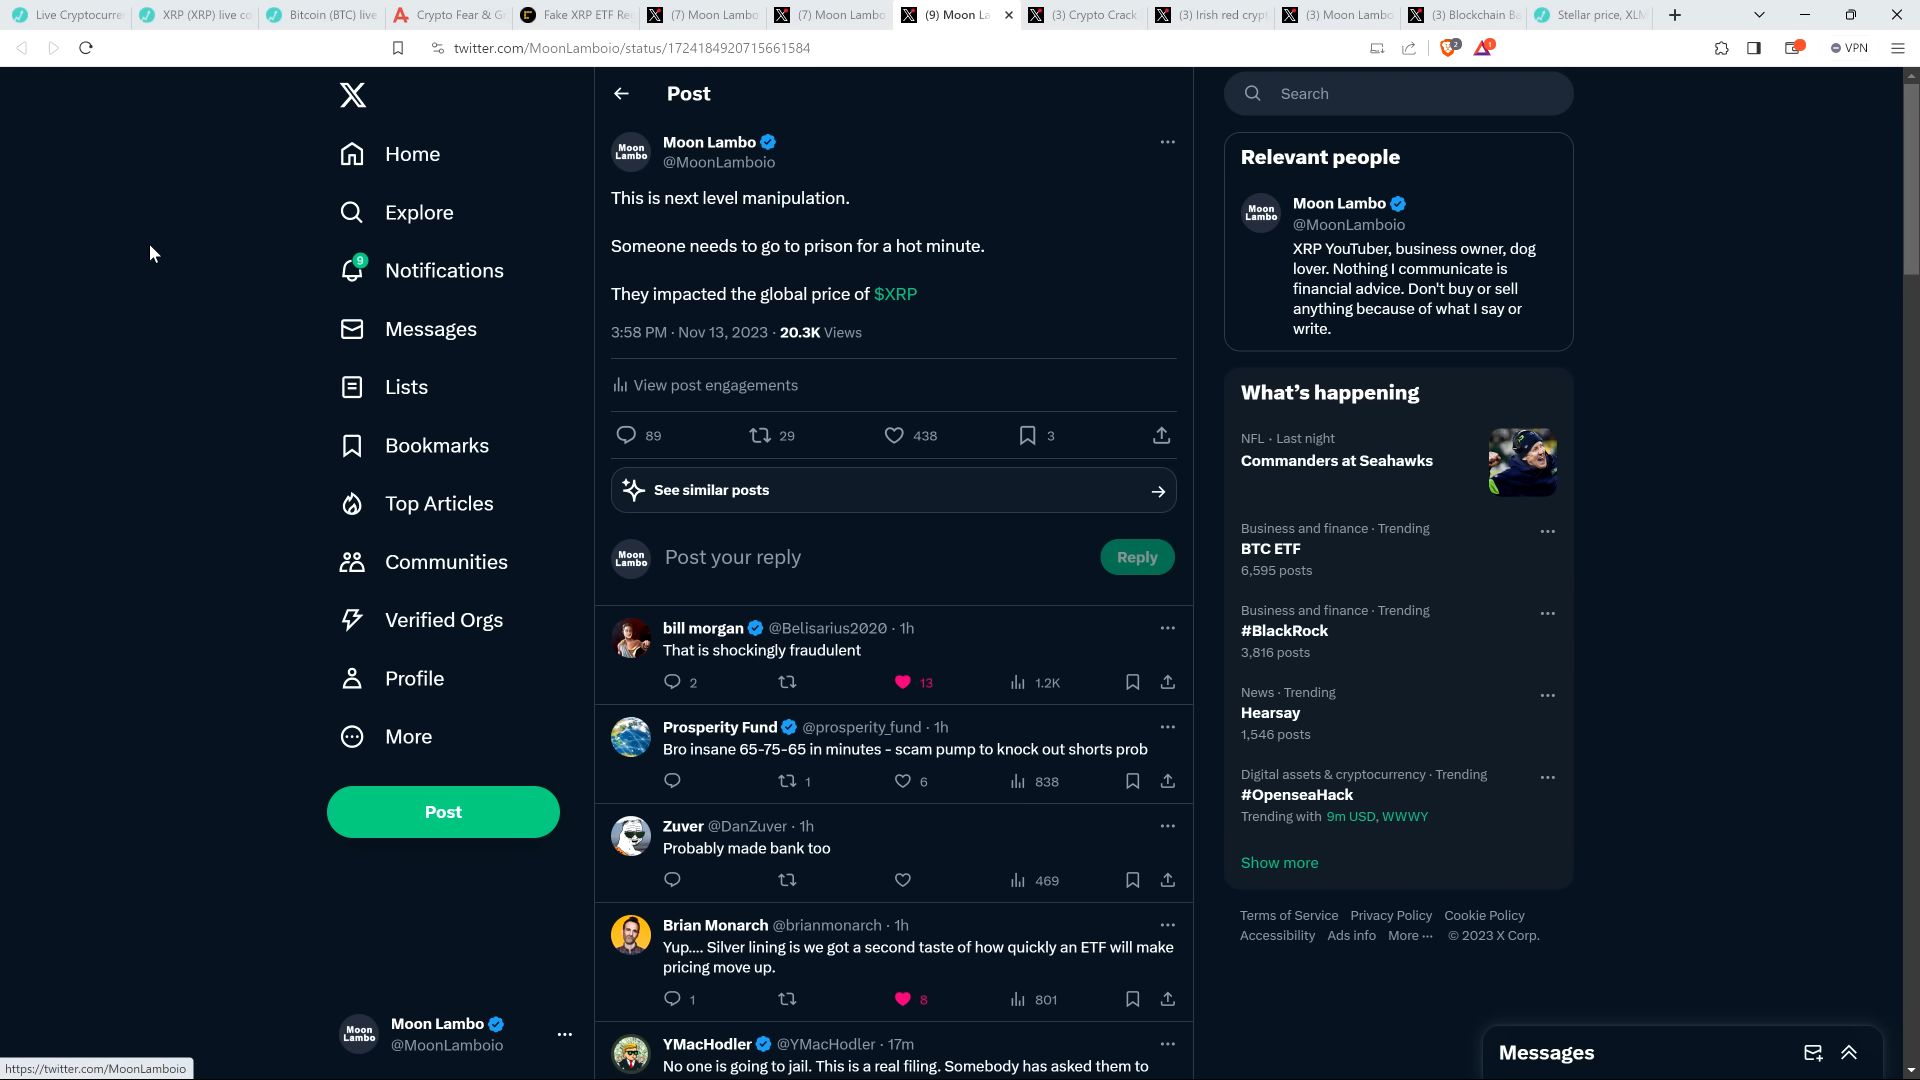 Live Cryptocurre
XRP (XRP) live co
Bitcoin (BTC) live
Crypto Fear & G
Fake XRP ETF Re
(7) Moon Lambo
(7) Moon Lambo
(9) Moon La
(3) Crypto Crack
(3) Irish red crypt
(3) Moon Lambo
(3) Blockchain Ba
Stellar price, XLM
twitter.com/MoonLamboio/status/1724184920715661584
2
1
VPN
Home
Explore
9
Notifications
Messages
Lists
Bookmarks
Top Articles
Communities
Verified Orgs
Profile
More
Post
Moon Lambo
Moon Lambo
@MoonLamboio
https://twitter.com/MoonLamboio
Post
Moon Lambo
Moon Lambo
@MoonLamboio
This is next level manipulation.
Someone needs to go to prison for a hot minute.
They impacted the global price of $XRP
3:58 PM · Nov 13, 2023 · 20.3K Views
View post engagements
89
29
438
3
See similar posts
Moon Lambo
Post your reply
Reply
bill morgan @Belisarius2020 · 1h
That is shockingly fraudulent
2
13
1.2K
Prosperity Fund @prosperity_fund · 1h
Bro insane 65-75-65 in minutes - scam pump to knock out shorts prob
1
6
838
Zuver @DanZuver · 1h
Probably made bank too
469
Brian Monarch @brianmonarch · 1h
Yup.... Silver lining is we got a second taste of how quickly an ETF will make
pricing move up.
1
8
801
YMacHodler @YMacHodler · 17m
No one is going to jail. This is a real filing. Somebody has asked them to
Search
Relevant people
Moon Lambo
Moon Lambo
@MoonLamboio
XRP YouTuber, business owner, dog
lover. Nothing I communicate is
financial advice. Don't buy or sell
anything because of what I say or
write.
What's happening
NFL · Last night
Commanders at Seahawks
Business and finance · Trending
BTC ETF
6,595 posts
Business and finance · Trending
#BlackRock
3,816 posts
News · Trending
Hearsay
1,546 posts
Digital assets & cryptocurrency · Trending
#OpenseaHack
Trending with 9m USD, WWWY
Show more
Terms of Service Privacy Policy Cookie Policy
Accessibility Ads info More ··· © 2023 X Corp.
Messages